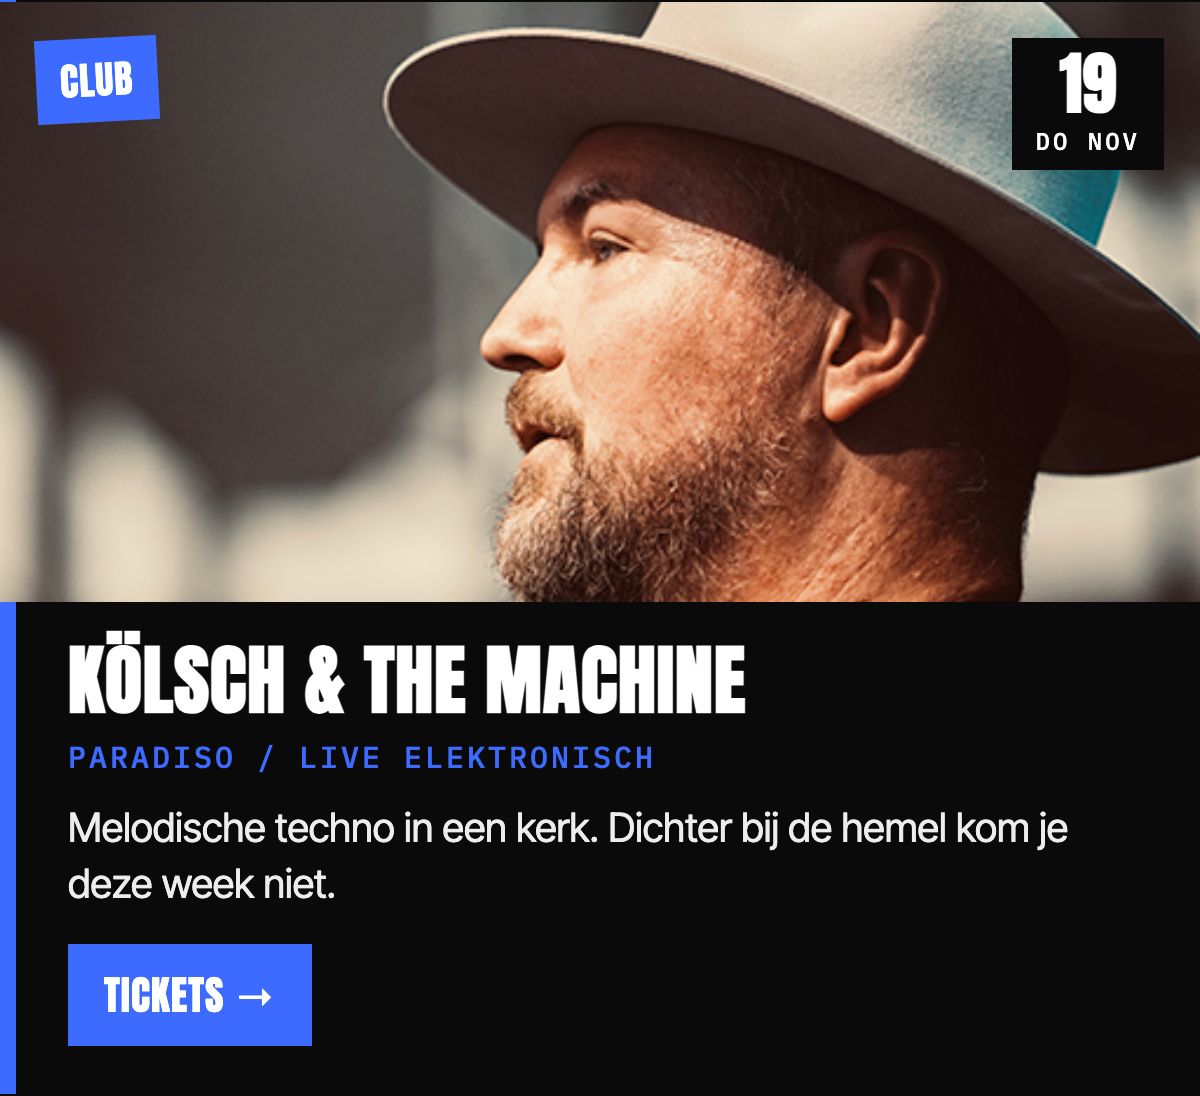 CLUB
19
DO NOV
KÖLSCH & THE MACHINE
PARADISO / LIVE ELEKTRONISCH
Melodische techno in een kerk. Dichter bij de hemel kom je
deze week niet.
TICKETS →